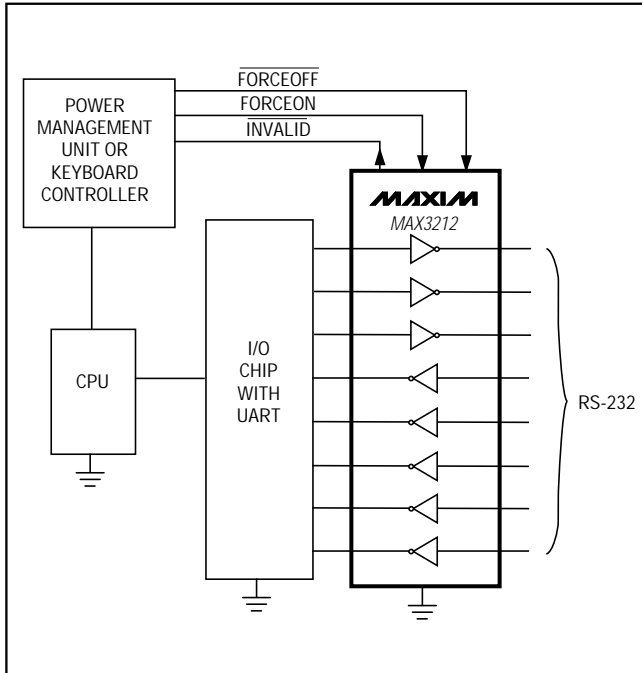 FORCEOFF
FORCEON
INVALID
POWER
MANAGEMENT
UNIT OR
KEYBOARD
CONTROLLER
MAXIM
MAX3212
CPU
I/O
CHIP
WITH
UART
RS-232